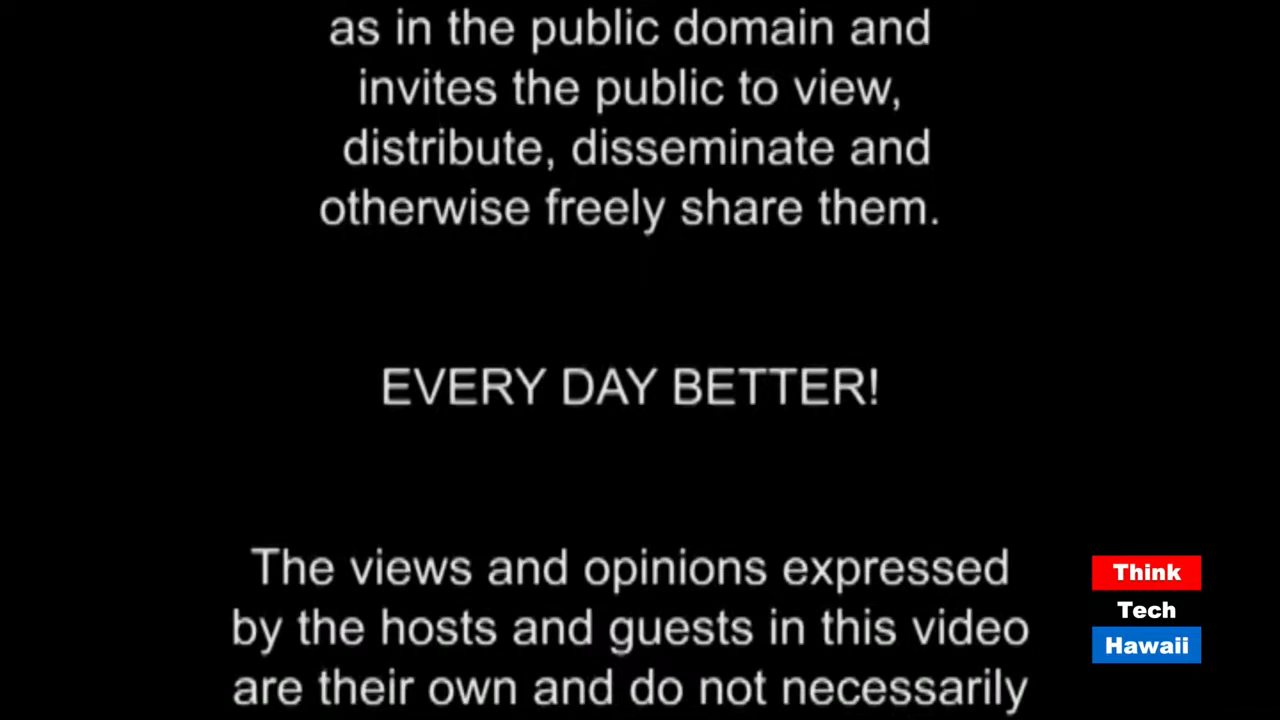 as in the public domain and
invites the public to view,
distribute, disseminate and
otherwise freely share them.
EVERY DAY BETTER!
The views and opinions expressed
by the hosts and guests in this video
are their own and do not necessarily
Think
Tech
Hawaii